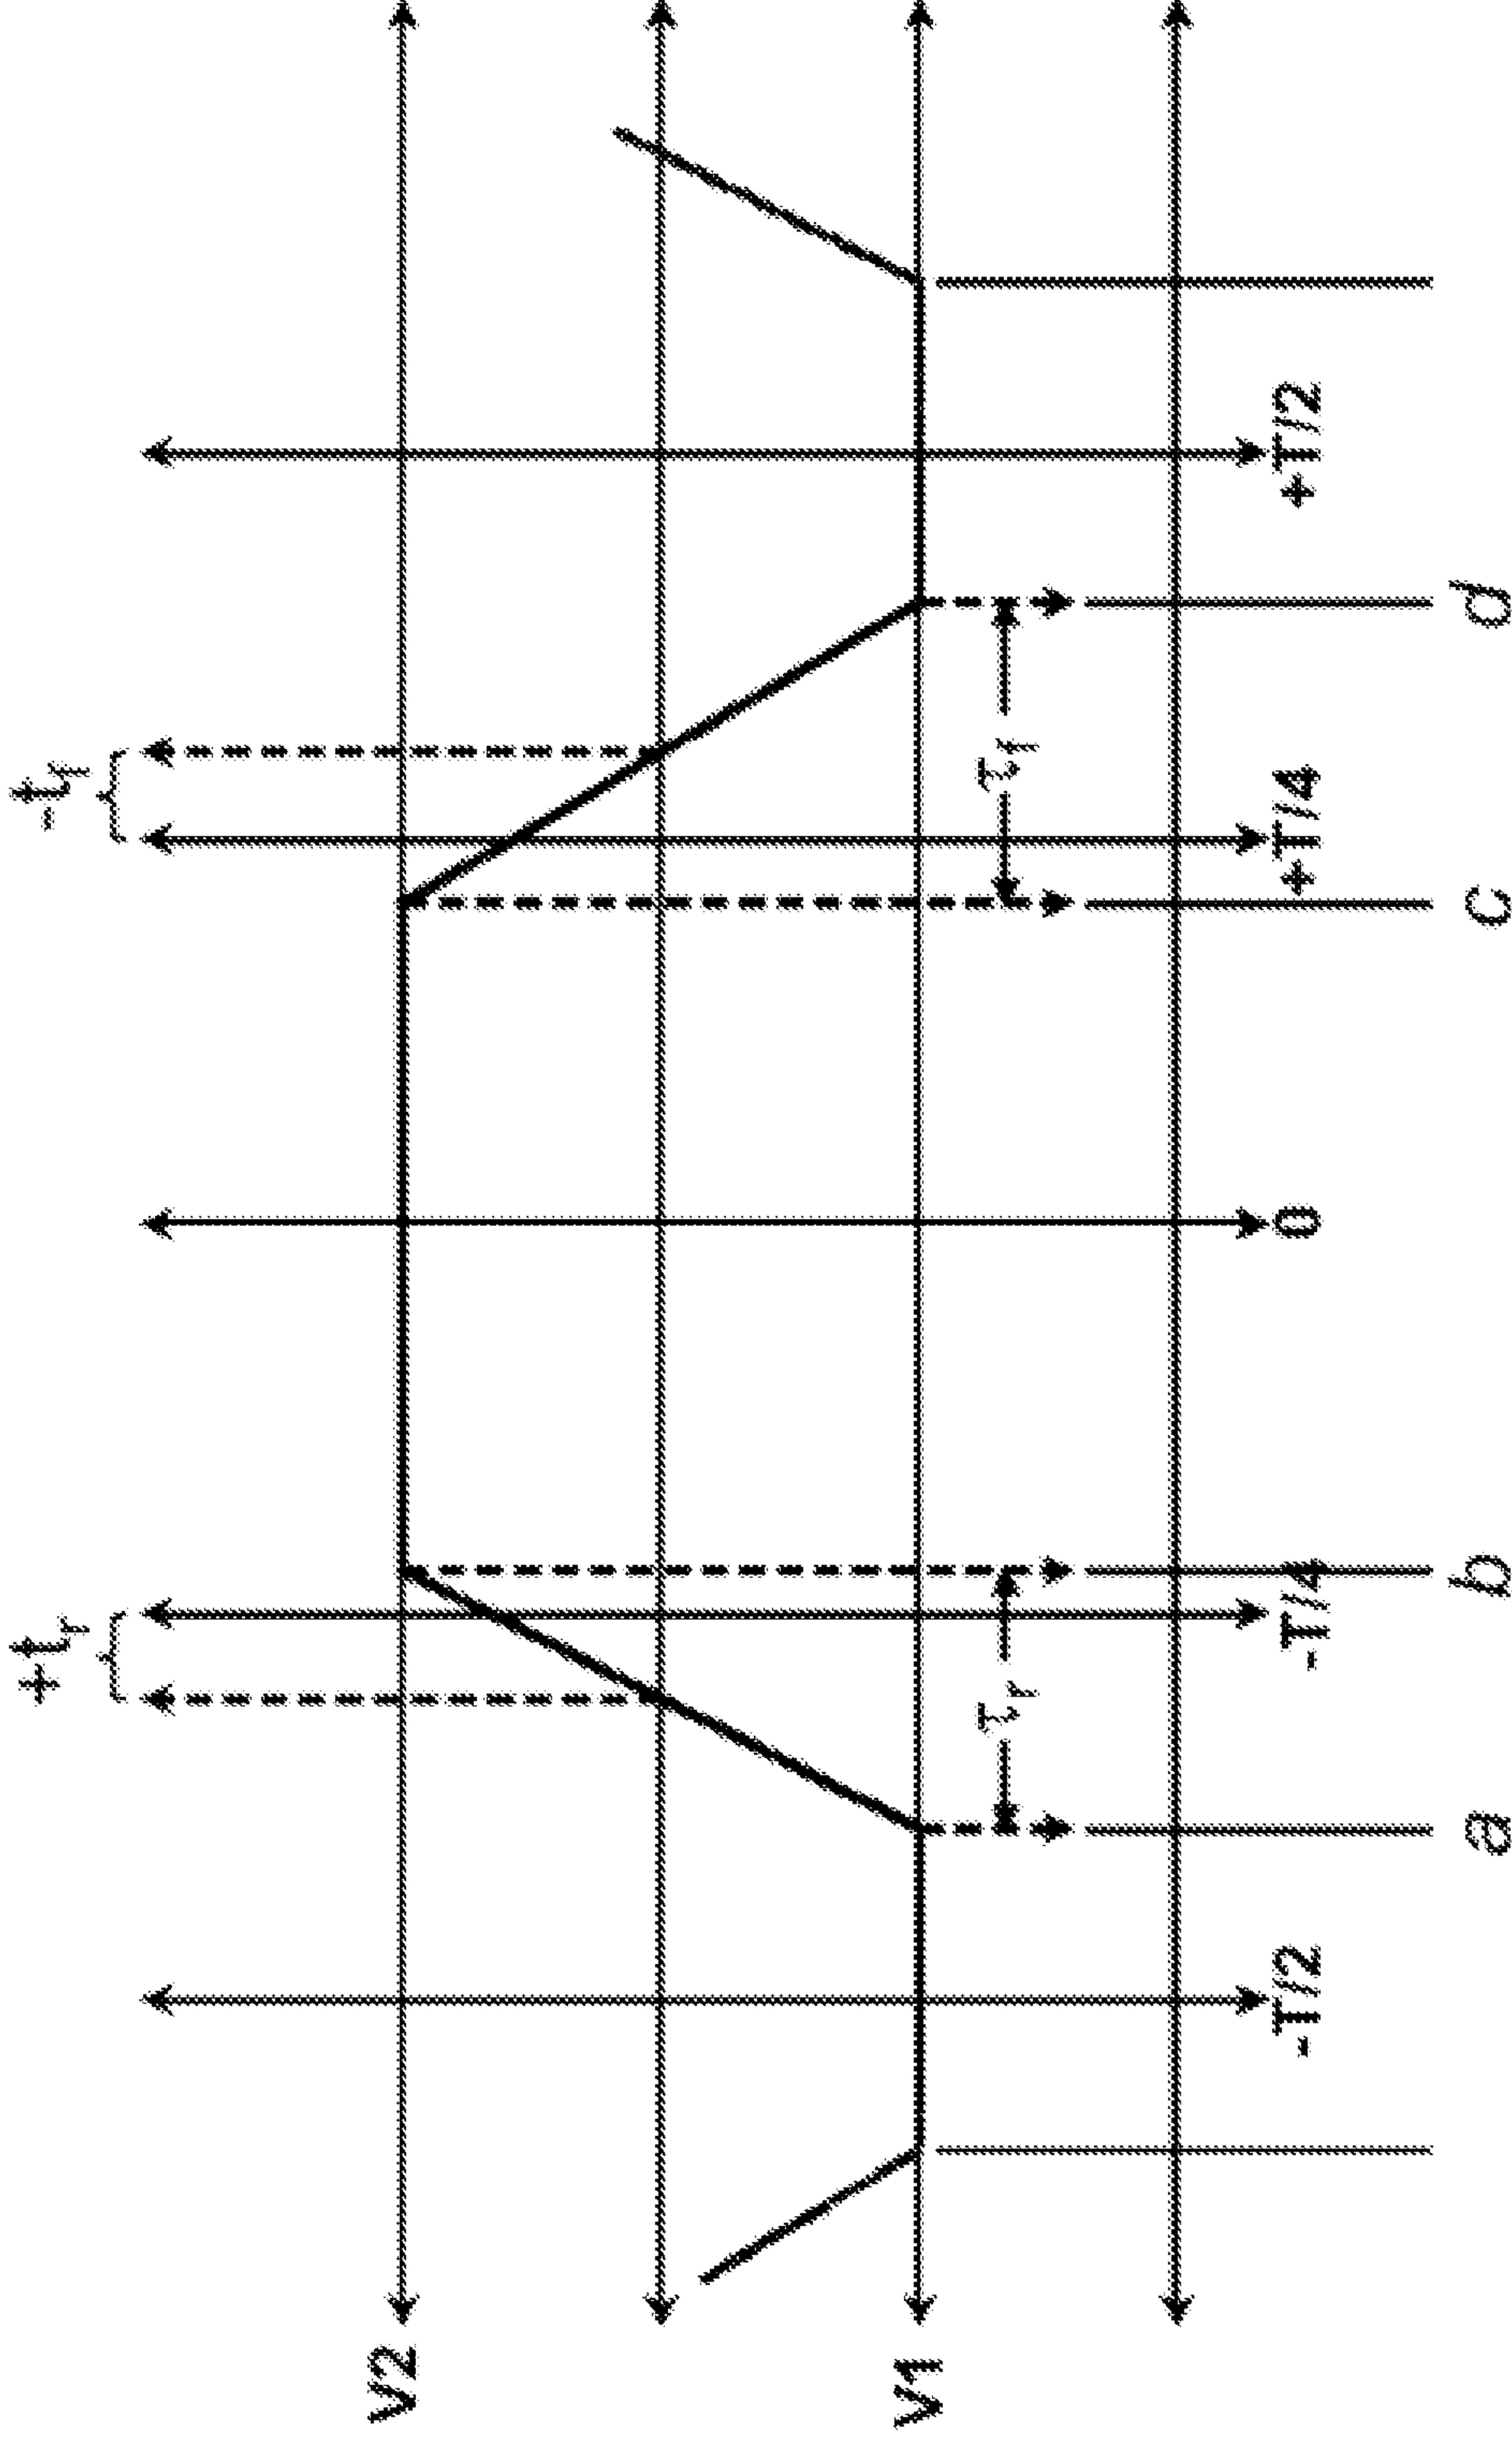 +tr
-tf
V2
V1
τr
τf
-T/2
-T/4
0
+T/4
+T/2
a
b
c
d